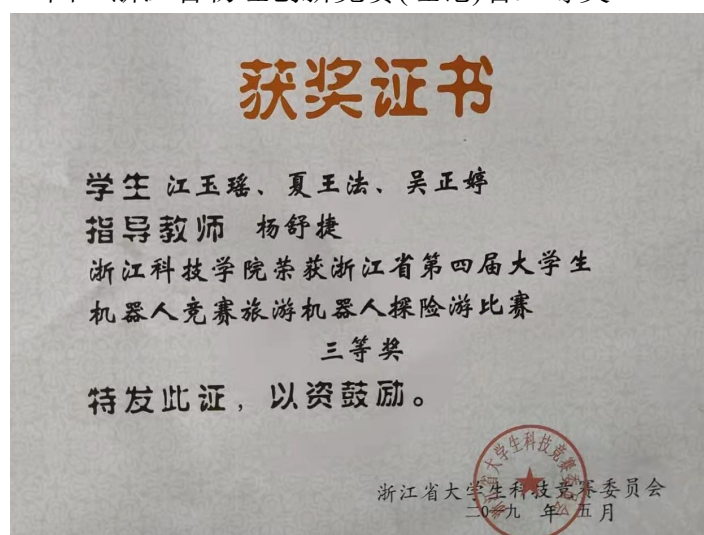 获奖证书
学生 江玉瑶、夏王法、吴正婷
指导教师 杨舒捷
浙江科技学院荣获浙江省第四届大学生
机器人竞赛旅游机器人探险游比赛
三等奖
特发此证，以资鼓励。
浙江省大学生科技竞赛委员会
二0一九 年 五月